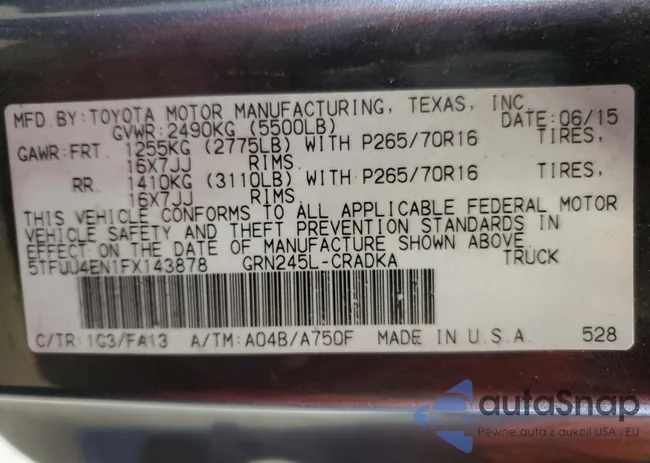 MFD.BY:TOYOTA MOTOR MANUFACTURING, TEXAS, INC.
GVWR:2490KG (5500LB) DATE:06/15
GAWR:FRT. 1255KG (2775LB) WITH P265/70R16 TIRES,
16X7JJ RIMS.
RR. 1410KG (3110LB) WITH P265/70R16 TIRES,
16X7JJ RIMS.
THIS VEHICLE CONFORMS TO ALL APPLICABLE FEDERAL MOTOR
VEHICLE SAFETY AND THEFT PREVENTION STANDARDS IN
EFFECT ON THE DATE OF MANUFACTURE SHOWN ABOVE.
5TFUU4EN1FX143878 GRN245L-CRADKA TRUCK
C/TR:1G3/FA13 A/TM:A04B/A750F MADE IN U.S.A. 528
autoSnap
Pewne auta z aukcji USA i EU